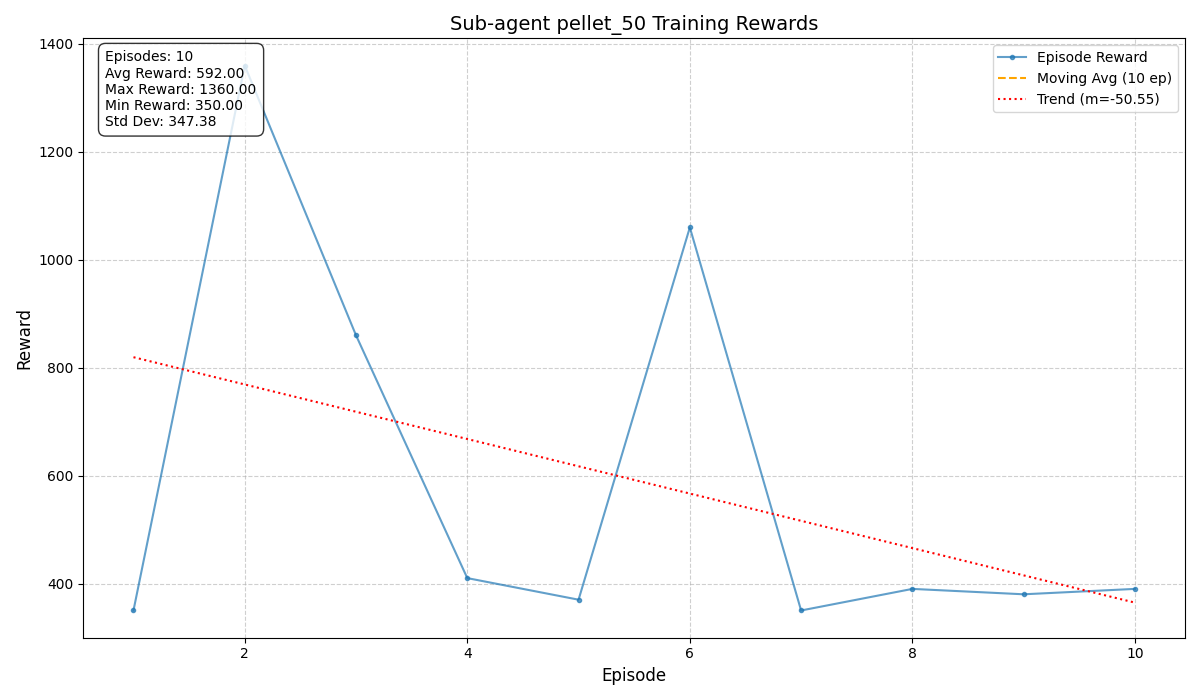 Sub-agent pellet_50 Training Rewards
Episodes: 10
Avg Reward: 592.00
Max Reward: 1360.00
Min Reward: 350.00
Std Dev: 347.38
Episode Reward
Moving Avg (10 ep)
Trend (m=-50.55)
Reward
1400
1200
1000
800
600
400
2
4
6
8
10
Episode